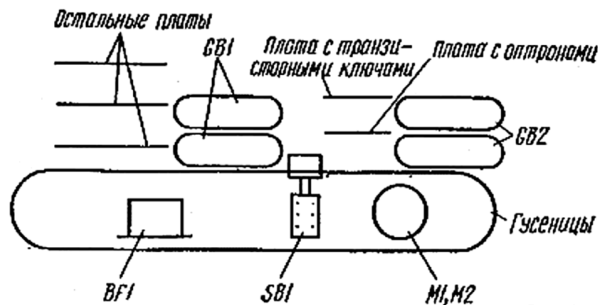 Остальные платы
GB1
Плата с транзи-
сторными ключами
Плата с оптронами
GB2
Гусеницы
BF1
SB1
M1,M2